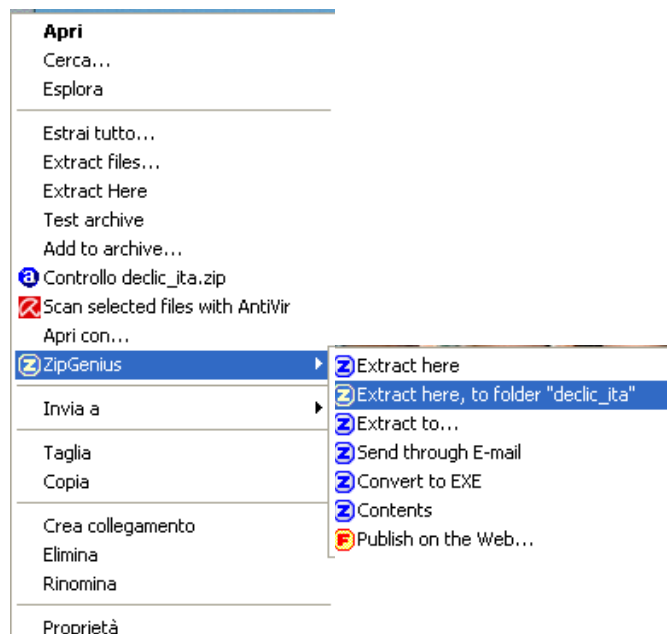 Apri
Cerca...
Esplora
Estrai tutto...
Extract files...
Extract Here
Test archive
Add to archive...
Controllo declic_ita.zip
Scan selected files with AntiVir
Apri con...
ZipGenius
Invia a
Taglia
Copia
Crea collegamento
Elimina
Rinomina
Proprietà
Extract here
Extract here, to folder "declic_ita"
Extract to...
Send through E-mail
Convert to EXE
Contents
Publish on the Web...